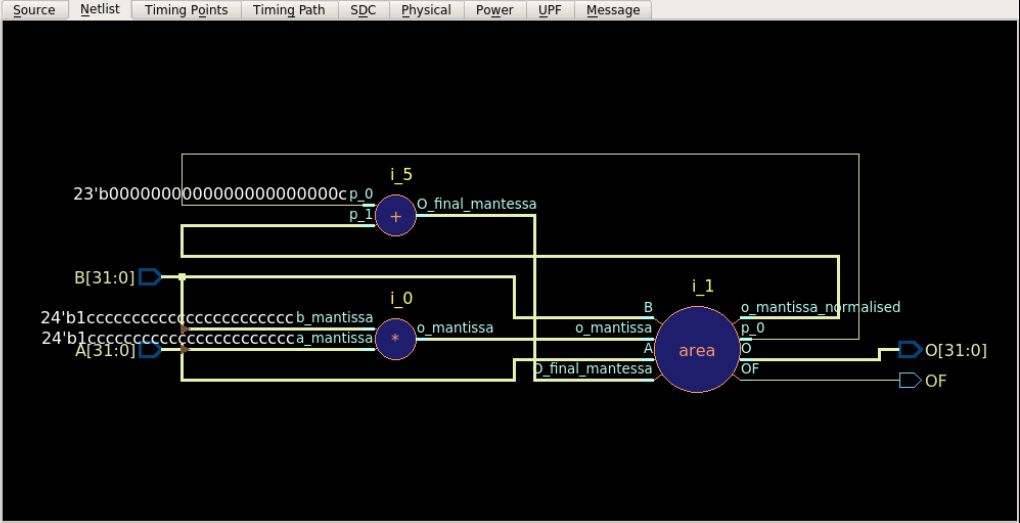 Source Netlist Timing Points Timing Path SDC Physical Power UPF Message
i_5
23'b0000000000000000000000c p_0
+
O_final_mantessa
p_1
B[31:0]
i_1
i_0
B
o_mantissa_normalised
24'b1ccccccccccccccccccccccc b_mantissa
o_mantissa
o_mantissa
p_0
24'b1ccccccccccccccccccccccc a_mantissa
*
A[31:0]
A
area
O
O[31:0]
O_final_mantessa
OF
OF